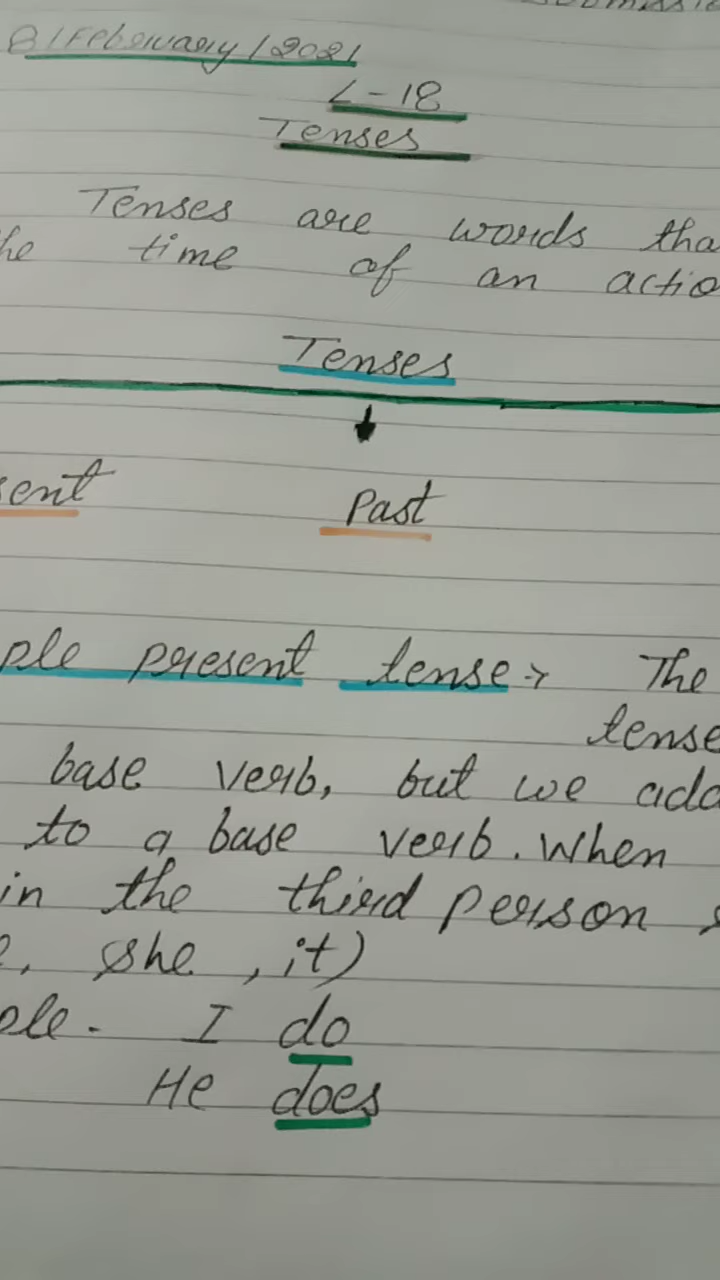 8/February/2021
L-18
Tenses
Tenses are words tha
he time of an actio
Tenses
sent Past
ple present tense:> The
tense
base verb, but we add
to a base verb. When
in the third person s
e, she, it)
ple. I do
He does